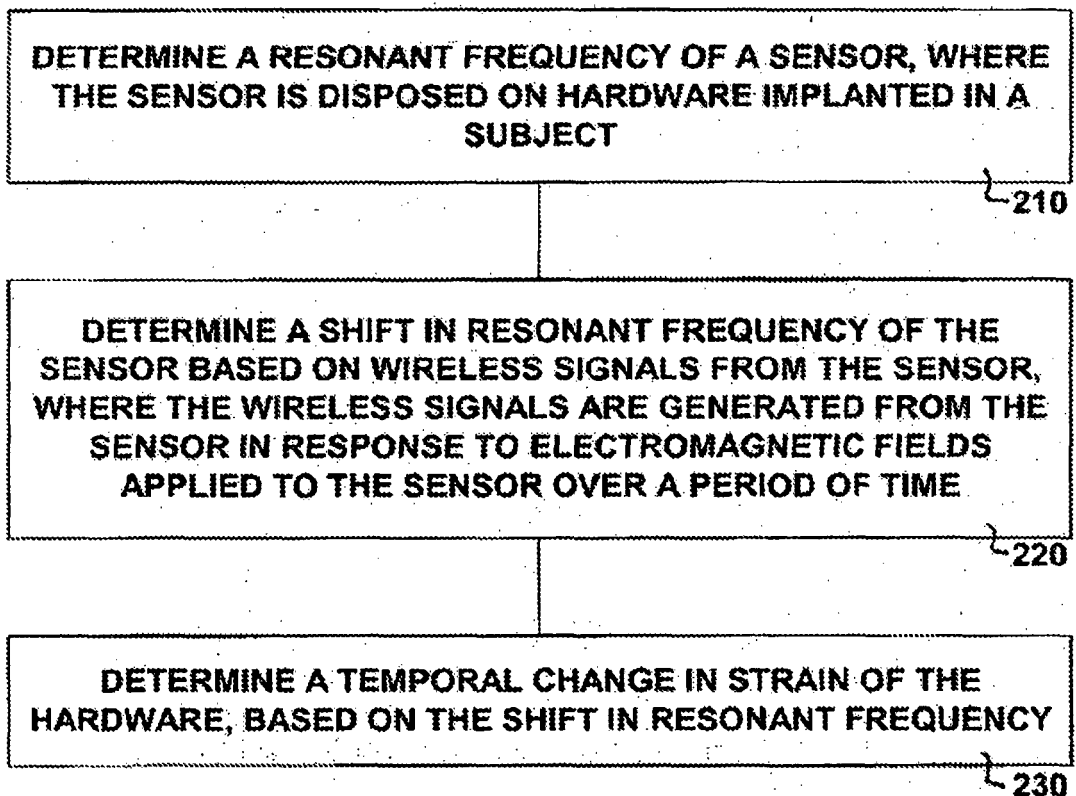 DETERMINE A RESONANT FREQUENCY OF A SENSOR, WHERE
THE SENSOR IS DISPOSED ON HARDWARE IMPLANTED IN A
SUBJECT
210
DETERMINE A SHIFT IN RESONANT FREQUENCY OF THE
SENSOR BASED ON WIRELESS SIGNALS FROM THE SENSOR,
WHERE THE WIRELESS SIGNALS ARE GENERATED FROM THE
SENSOR IN RESPONSE TO ELECTROMAGNETIC FIELDS
APPLIED TO THE SENSOR OVER A PERIOD OF TIME
220
DETERMINE A TEMPORAL CHANGE IN STRAIN OF THE
HARDWARE, BASED ON THE SHIFT IN RESONANT FREQUENCY
230